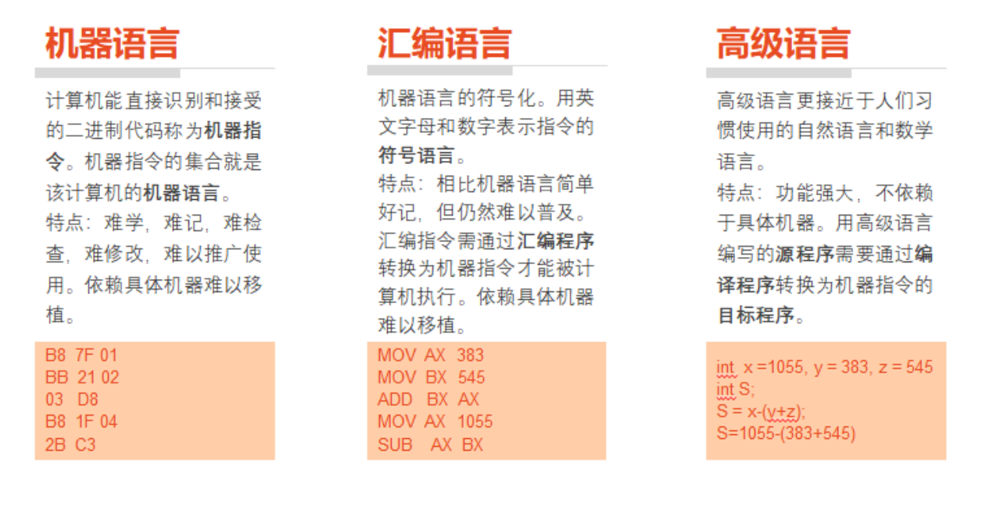 机器语言
计算机能直接识别和接受
的二进制代码称为机器指
令。机器指令的集合就是
该计算机的机器语言。
特点：难学，难记，难检
查，难修改，难以推广使
用。依赖具体机器难以移
植。
B8 7F 01
BB 21 02
03 D8
B8 1F 04
2B C3
汇编语言
机器语言的符号化。用英
文字母和数字表示指令的
符号语言。
特点：相比机器语言简单
好记，但仍然难以普及。
汇编指令需通过汇编程序
转换为机器指令才能被计
算机执行。依赖具体机器
难以移植。
MOV AX 383
MOV BX 545
ADD BX AX
MOV AX 1055
SUB AX BX
高级语言
高级语言更接近于人们习
惯使用的自然语言和数学
语言。
特点：功能强大，不依赖
于具体机器。用高级语言
编写的源程序需要通过编
译程序转换为机器指令的
目标程序。
int x =1055, y = 383, z = 545
int S;
S = x-(y+z);
S=1055-(383+545)